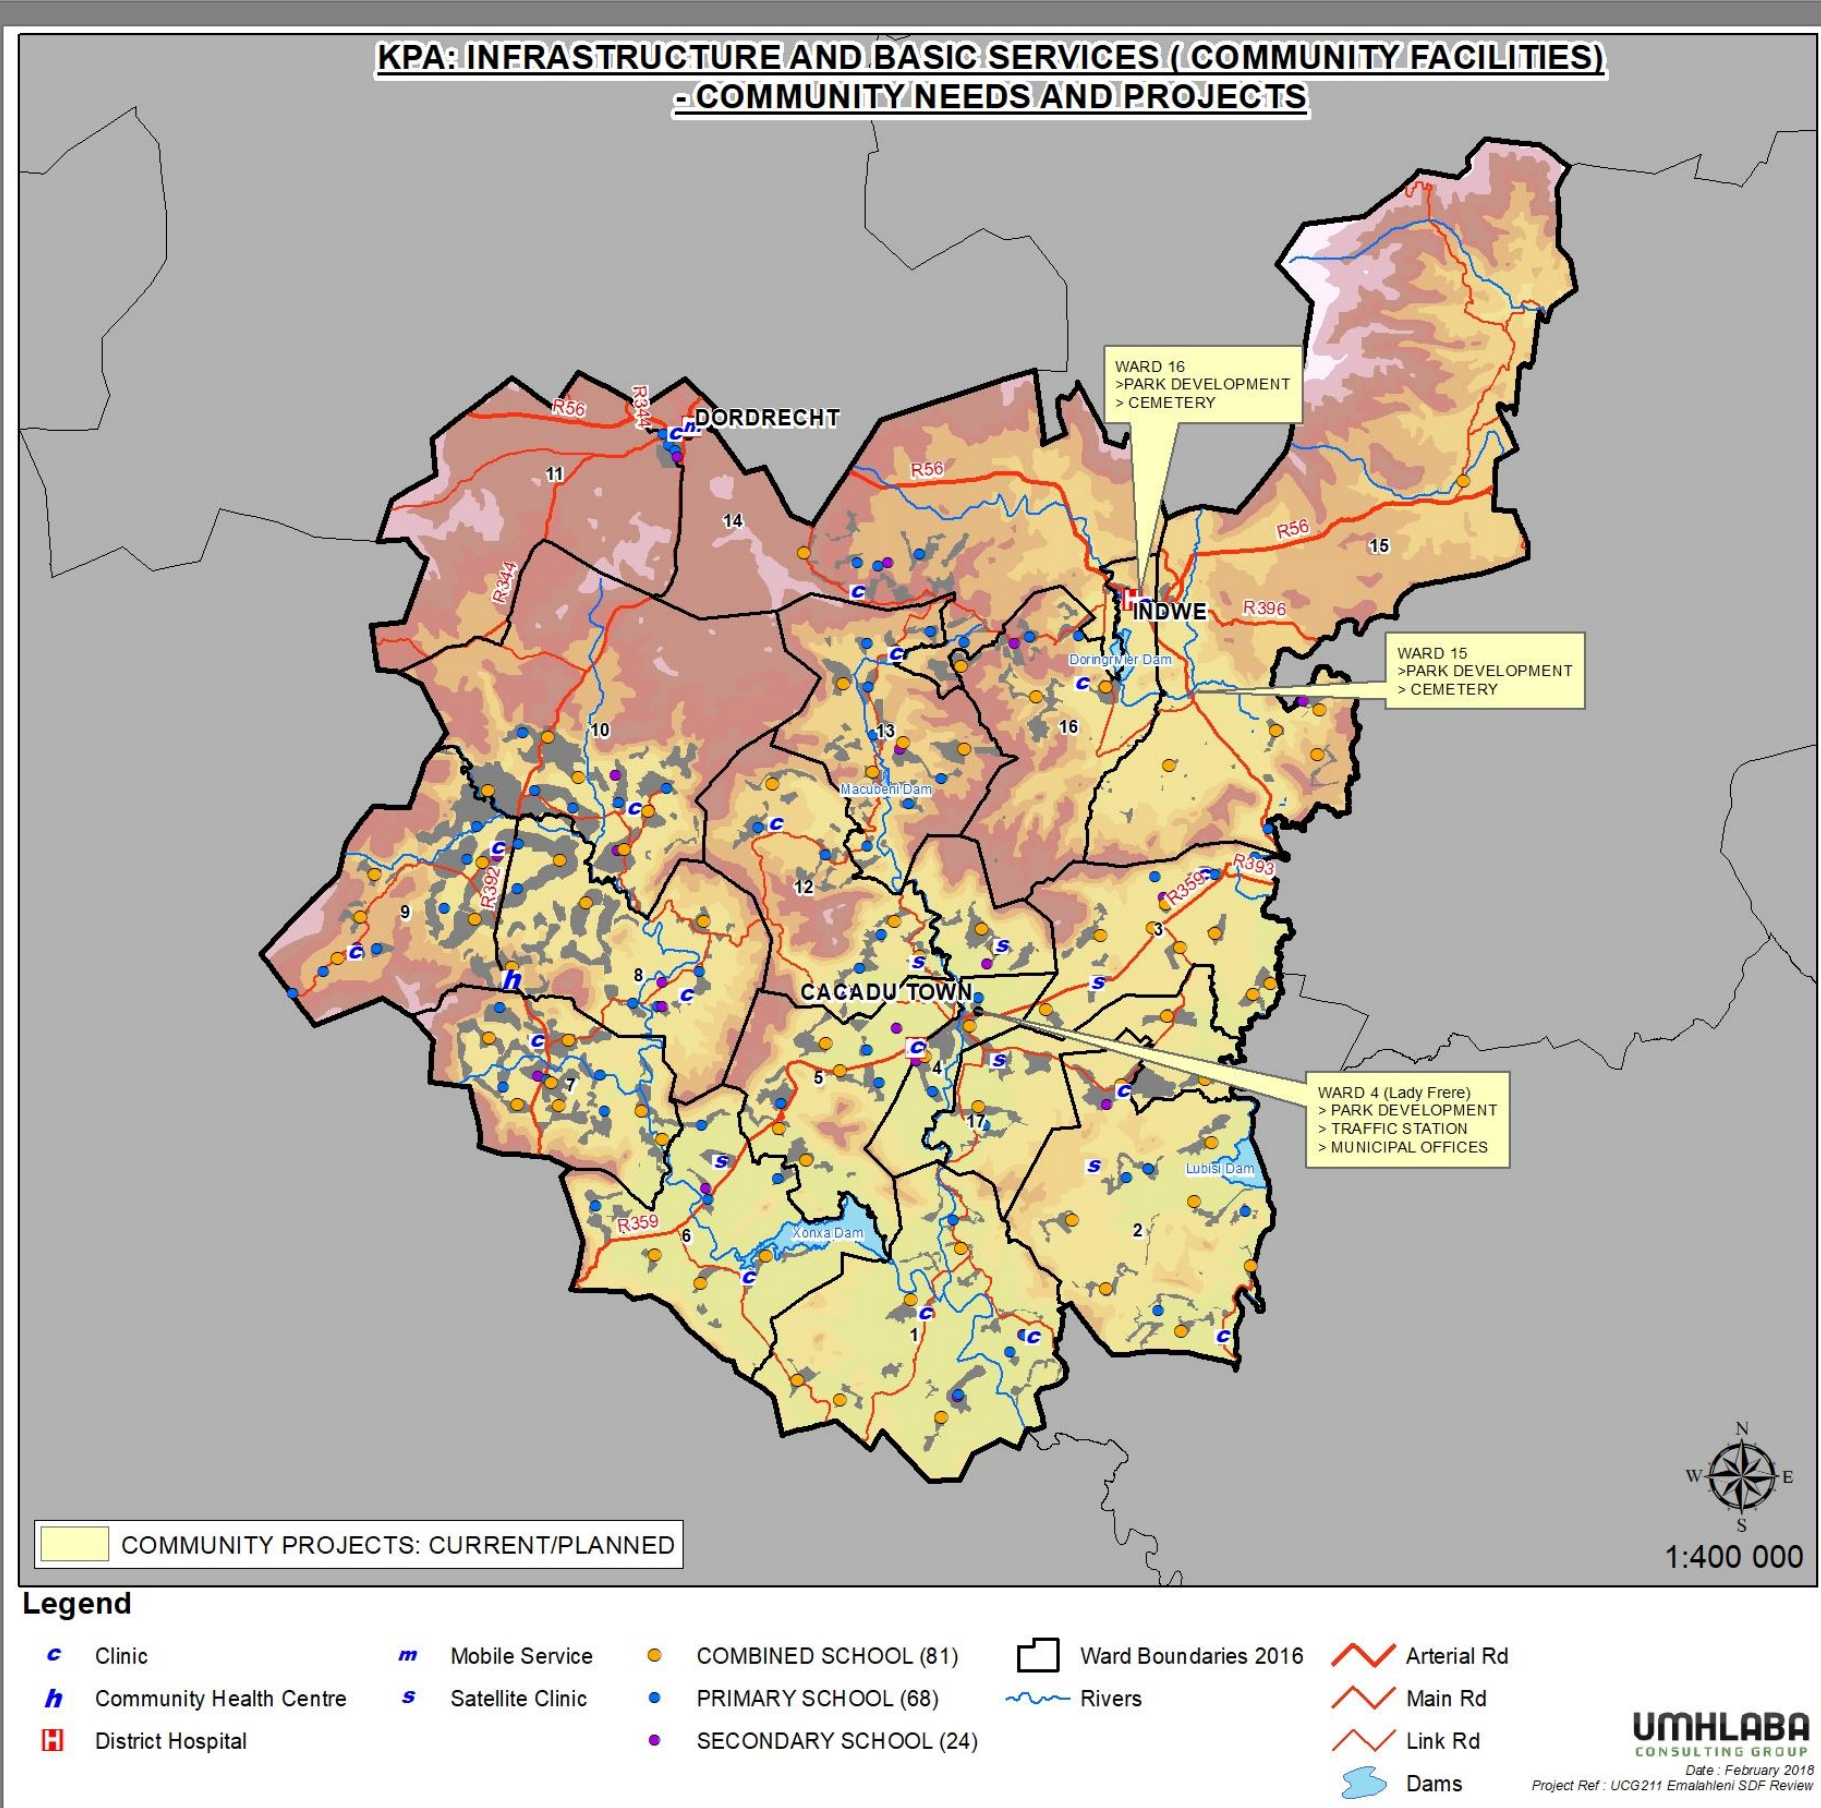 KPA: INFRASTRUCTURE AND BASIC SERVICES ( COMMUNITY FACILITIES)
- COMMUNITY NEEDS AND PROJECTS
WARD 16
>PARK DEVELOPMENT
> CEMETERY
R56
R344
DORDRECHT
c
m
11
R56
14
R56
15
R344
c
H
INDWE
R396
WARD 15
>PARK DEVELOPMENT
> CEMETERY
c
Doringrivier Dam
c
16
10
13
Macubeni Dam
c
c
c
R392
12
R393
R359
c
9
3
c
s
s
h
8
c
s
CACADU TOWN
c
c
s
7
5
4
c
WARD 4 (Lady Frere)
> PARK DEVELOPMENT
> TRAFFIC STATION
> MUNICIPAL OFFICES
17
s
s
Lubisi Dam
R359
6
Xonxa Dam
2
c
c
1
c
c
N
W
E
S
1:400 000
COMMUNITY PROJECTS: CURRENT/PLANNED
Legend
c Clinic
h Community Health Centre
H District Hospital
m Mobile Service
s Satellite Clinic
COMBINED SCHOOL (81)
PRIMARY SCHOOL (68)
SECONDARY SCHOOL (24)
Ward Boundaries 2016
Rivers
Arterial Rd
Main Rd
Link Rd
Dams
UMHLABA
CONSULTING GROUP
Date : February 2018
Project Ref : UCG211 Emalahleni SDF Review